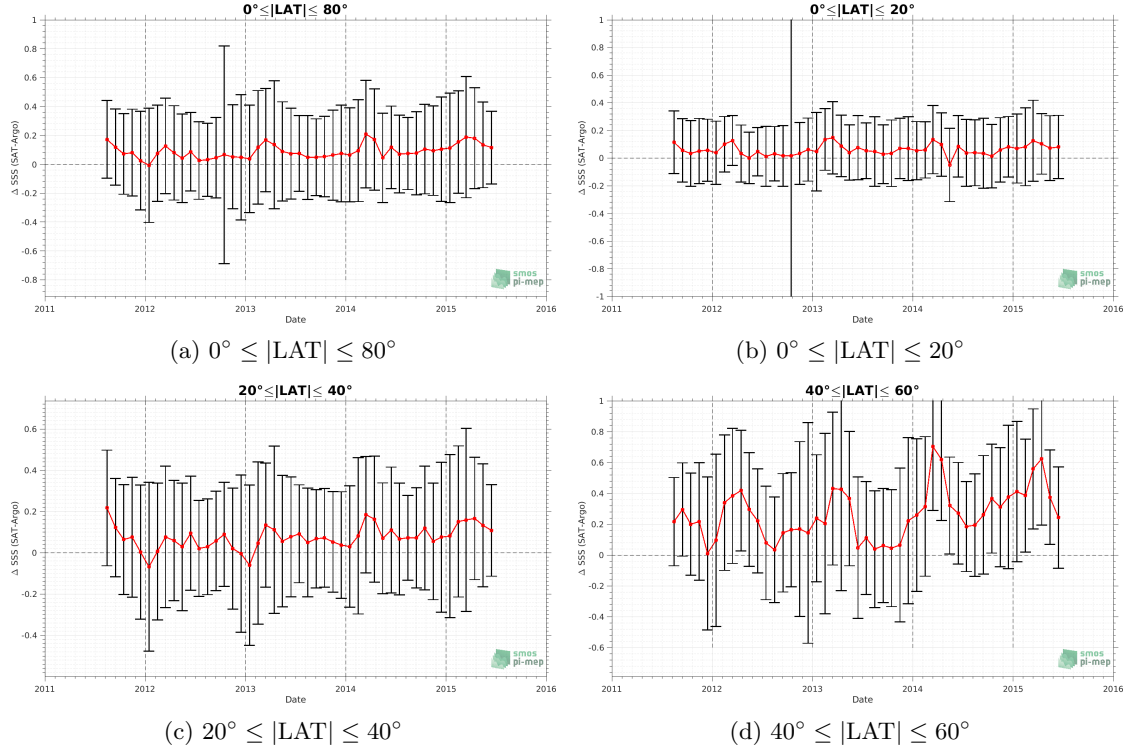 0°≤|LAT|≤ 80°
1
0.8
0.6
0.4
0.2
0
-0.2
-0.4
-0.6
-0.8
Δ SSS (SAT-Argo)
2011
2012
2013
2014
2015
2016
Date
smos
pi-mep
(a) 0° ≤ |LAT| ≤ 80°
0°≤|LAT|≤ 20°
1
0.8
0.6
0.4
0.2
0
-0.2
-0.4
-0.6
-0.8
-1
Δ SSS (SAT-Argo)
2011
2012
2013
2014
2015
2016
Date
smos
pi-mep
(b) 0° ≤ |LAT| ≤ 20°
20°≤|LAT|≤ 40°
0.6
0.4
0.2
0
-0.2
-0.4
Δ SSS (SAT-Argo)
2011
2012
2013
2014
2015
2016
Date
smos
pi-mep
(c) 20° ≤ |LAT| ≤ 40°
40°≤|LAT|≤ 60°
1
0.8
0.6
0.4
0.2
0
-0.2
-0.4
-0.6
Δ SSS (SAT-Argo)
2011
2012
2013
2014
2015
2016
Date
smos
pi-mep
(d) 40° ≤ |LAT| ≤ 60°